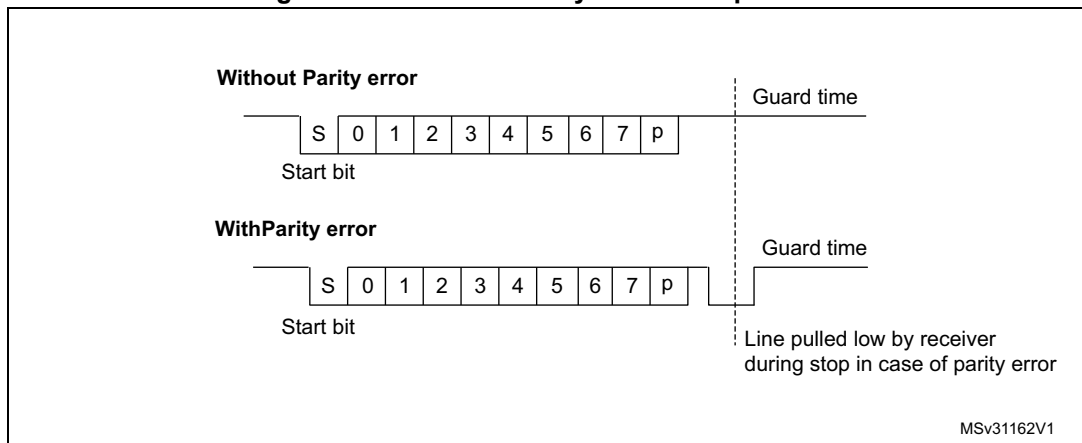 Without Parity error
Guard time
S 0 1 2 3 4 5 6 7 p
Start bit
WithParity error
Guard time
S 0 1 2 3 4 5 6 7 p
Start bit
Line pulled low by receiver
during stop in case of parity error
MSv31162V1